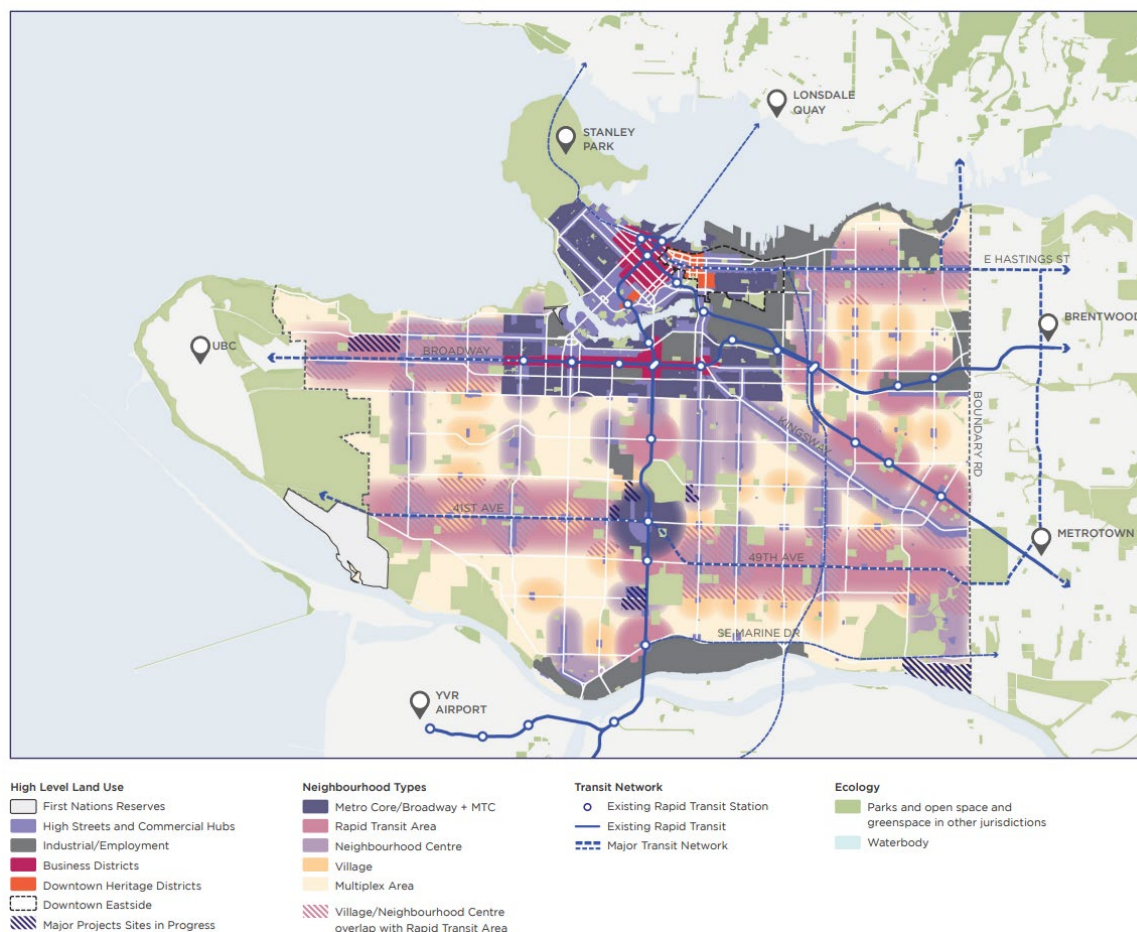 LONSDALE
QUAY
STANLEY
PARK
E HASTINGS ST
BRENTWOOD
UBC
BROADWAY
BOUNDARY RD
KINGSWAY
41ST AVE
METROTOWN
49TH AVE
SE MARINE DR
YVR
AIRPORT
High Level Land Use
First Nations Reserves
High Streets and Commercial Hubs
Industrial/Employment
Business Districts
Downtown Heritage Districts
Downtown Eastside
Major Projects Sites in Progress
Neighbourhood Types
Metro Core/Broadway + MTC
Rapid Transit Area
Neighbourhood Centre
Village
Multiplex Area
Village/Neighbourhood Centre
overlap with Rapid Transit Area
Transit Network
Existing Rapid Transit Station
Existing Rapid Transit
Major Transit Network
Ecology
Parks and open space and
greenspace in other jurisdictions
Waterbody